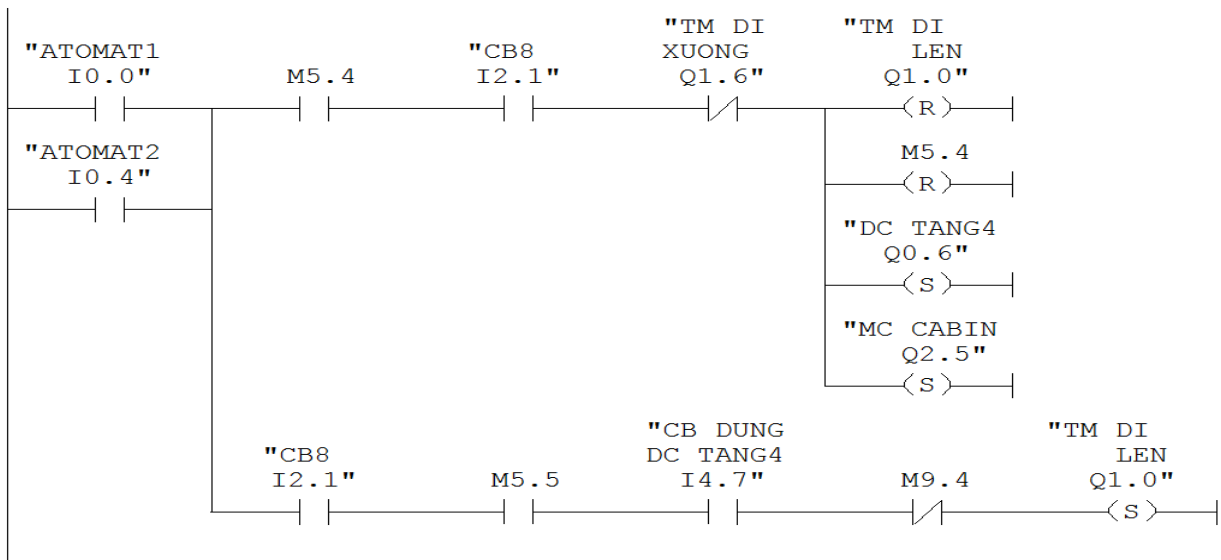 "TM DI
"TM DI
"ATOMAT1
"CB8
XUONG
LEN
I0.0"
M5.4
I2.1"
Q1.6"
Q1.0"
(R)
"ATOMAT2
M5.4
I0.4"
(R)
"DC TANG4
Q0.6"
(S)
"MC CABIN
Q2.5"
(S)
"CB DUNG
"TM DI
"CB8
DC TANG4
LEN
I2.1"
M5.5
I4.7"
M9.4
Q1.0"
(S)